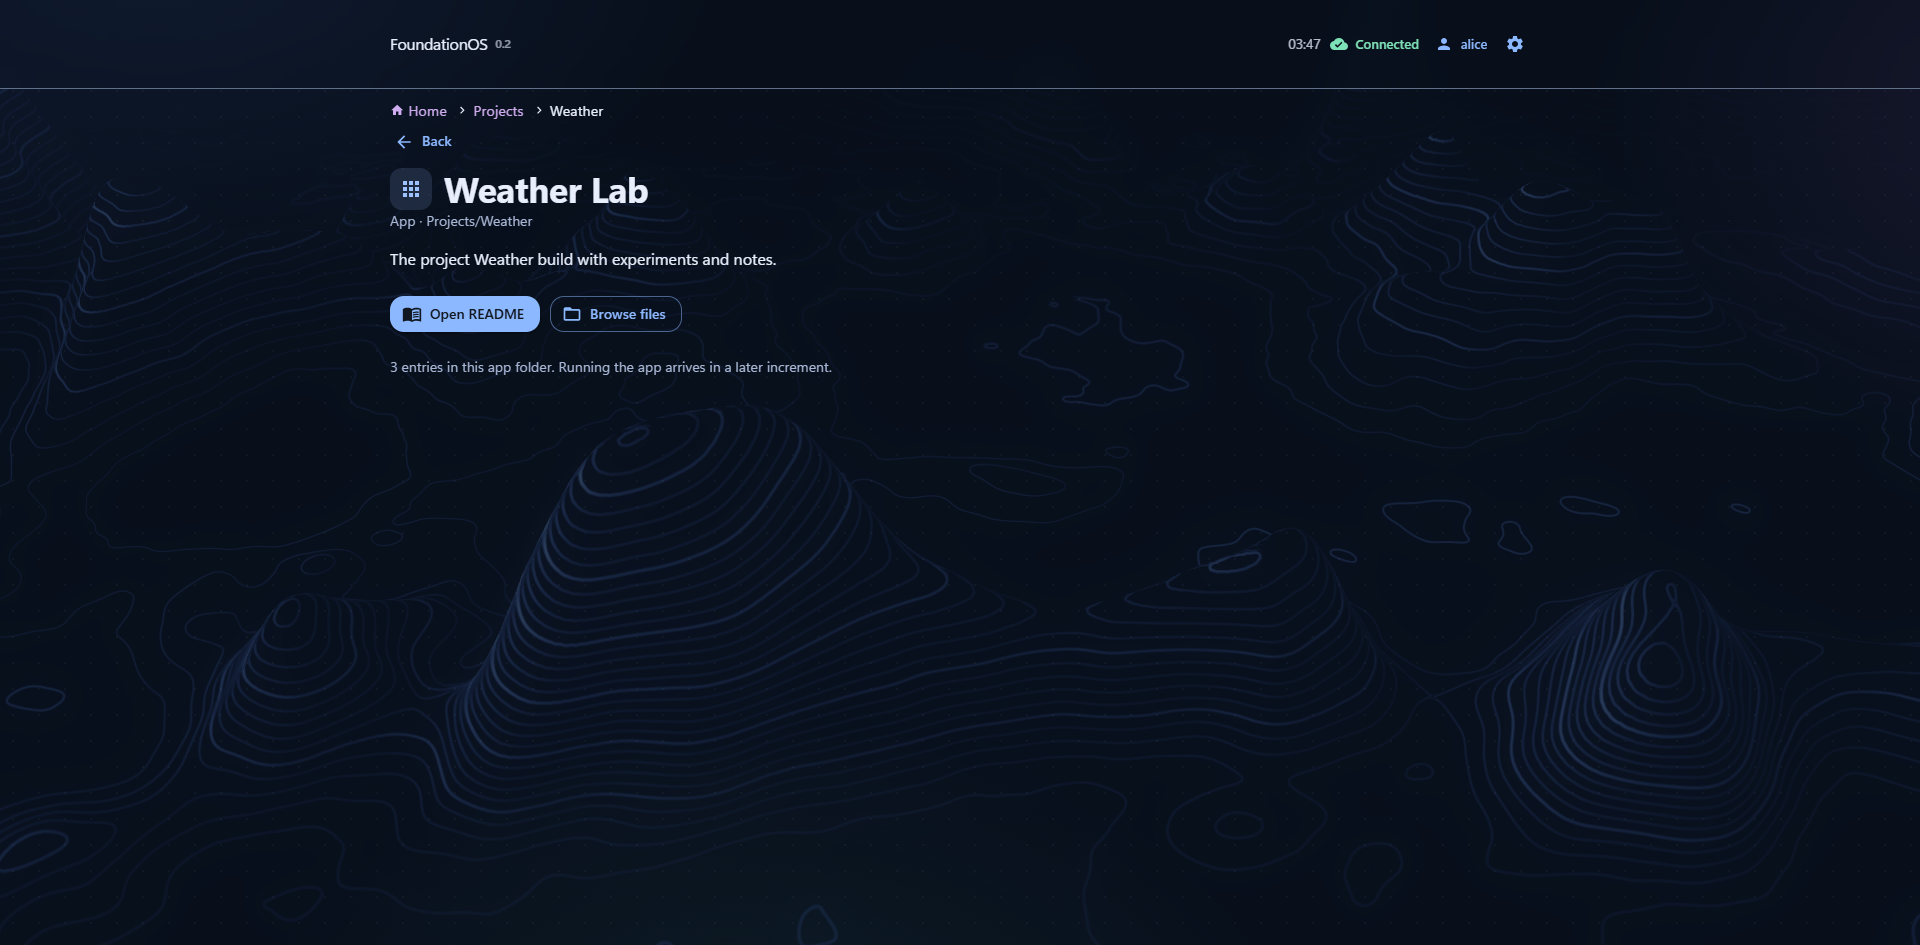 FoundationOS 0.2
03:47 Connected alice
Home > Projects > Weather
Back
Weather Lab
App · Projects/Weather
The project Weather build with experiments and notes.
Open README Browse files
3 entries in this app folder. Running the app arrives in a later increment.